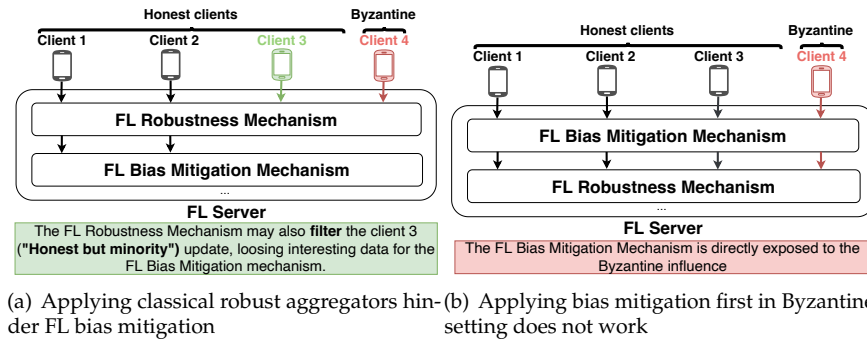 Honest clients Byzantine
Client 1 Client 2 Client 3 Client 4
FL Robustness Mechanism
FL Bias Mitigation Mechanism
...
FL Server
The FL Robustness Mechanism may also filter the client 3
("Honest but minority") update, loosing interesting data for the
FL Bias Mitigation mechanism.
(a) Applying classical robust aggregators hin-
der FL bias mitigation
Honest clients Byzantine
Client 1 Client 2 Client 3 Client 4
FL Bias Mitigation Mechanism
FL Robustness Mechanism
...
FL Server
The FL Bias Mitigation Mechanism is directly exposed to the
Byzantine influence
(b) Applying bias mitigation first in Byzantine
setting does not work